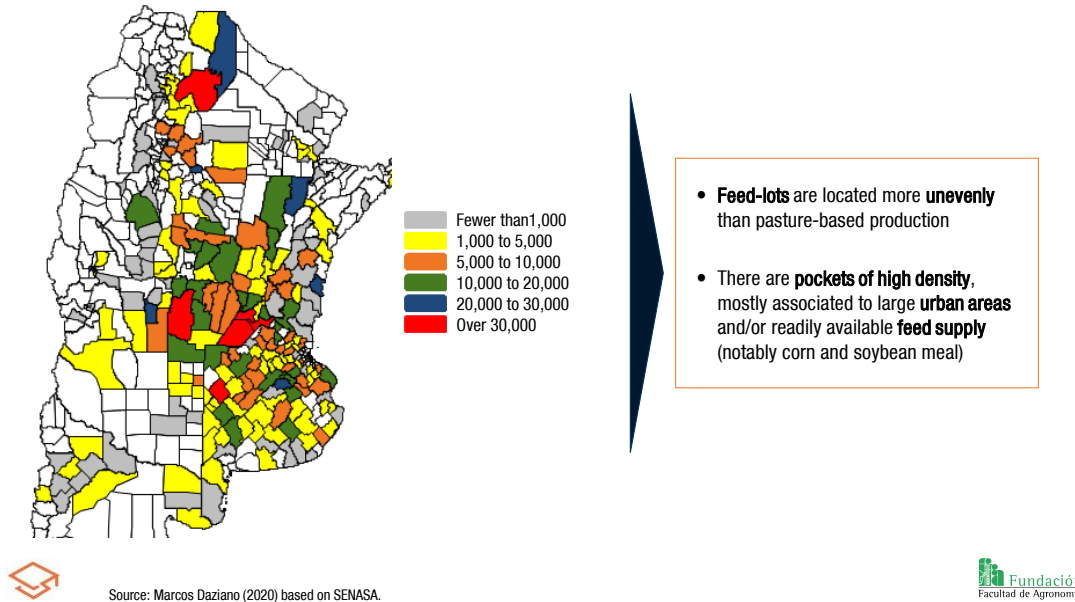 Fewer than1,000
1,000 to 5,000
5,000 to 10,000
10,000 to 20,000
20,000 to 30,000
Over 30,000
• Feed-lots are located more unevenly
than pasture-based production
• There are pockets of high density,
mostly associated to large urban areas
and/or readily available feed supply
(notably corn and soybean meal)
Source: Marcos Daziano (2020) based on SENASA.
Fundació
Facultad de Agronom